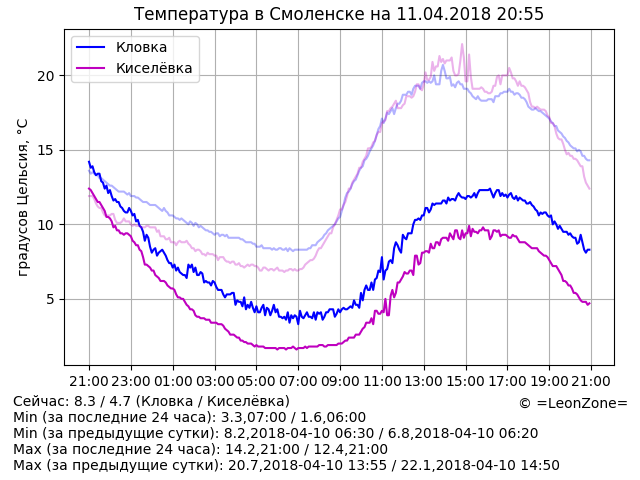 Температура в Смоленске на 11.04.2018 20:55
Кловка
Киселёвка
градусов Цельсия, °C
20
15
10
5
21:00 23:00 01:00 03:00 05:00 07:00 09:00 11:00 13:00 15:00 17:00 19:00 21:00
Сейчас: 8.3 / 4.7 (Кловка / Киселёвка)
© =LeonZone=
Min (за последние 24 часа): 3.3,07:00 / 1.6,06:00
Min (за предыдущие сутки): 8.2,2018-04-10 06:30 / 6.8,2018-04-10 06:20
Max (за последние 24 часа): 14.2,21:00 / 12.4,21:00
Max (за предыдущие сутки): 20.7,2018-04-10 13:55 / 22.1,2018-04-10 14:50